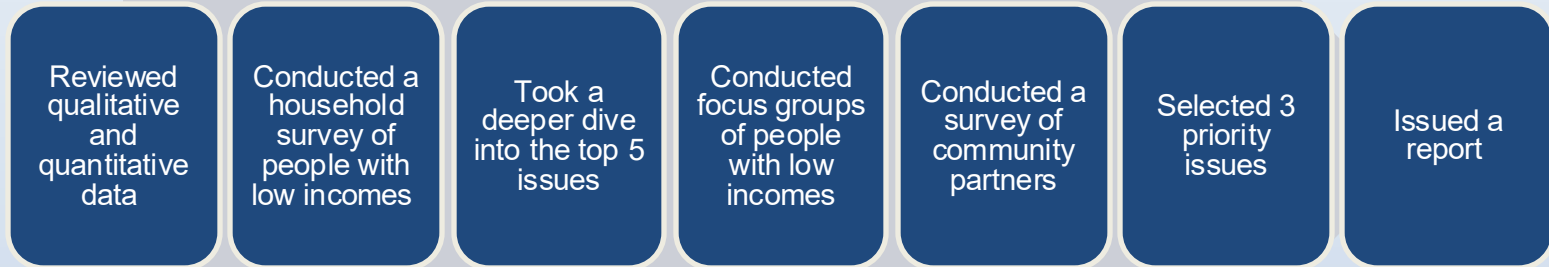 Reviewed
qualitative
and
quantitative
data
Conducted a
household
survey of
people with
low incomes
Took a
deeper dive
into the top 5
issues
Conducted
focus groups
of people
with low
incomes
Conducted a
survey of
community
partners
Selected 3
priority
issues
Issued a
report